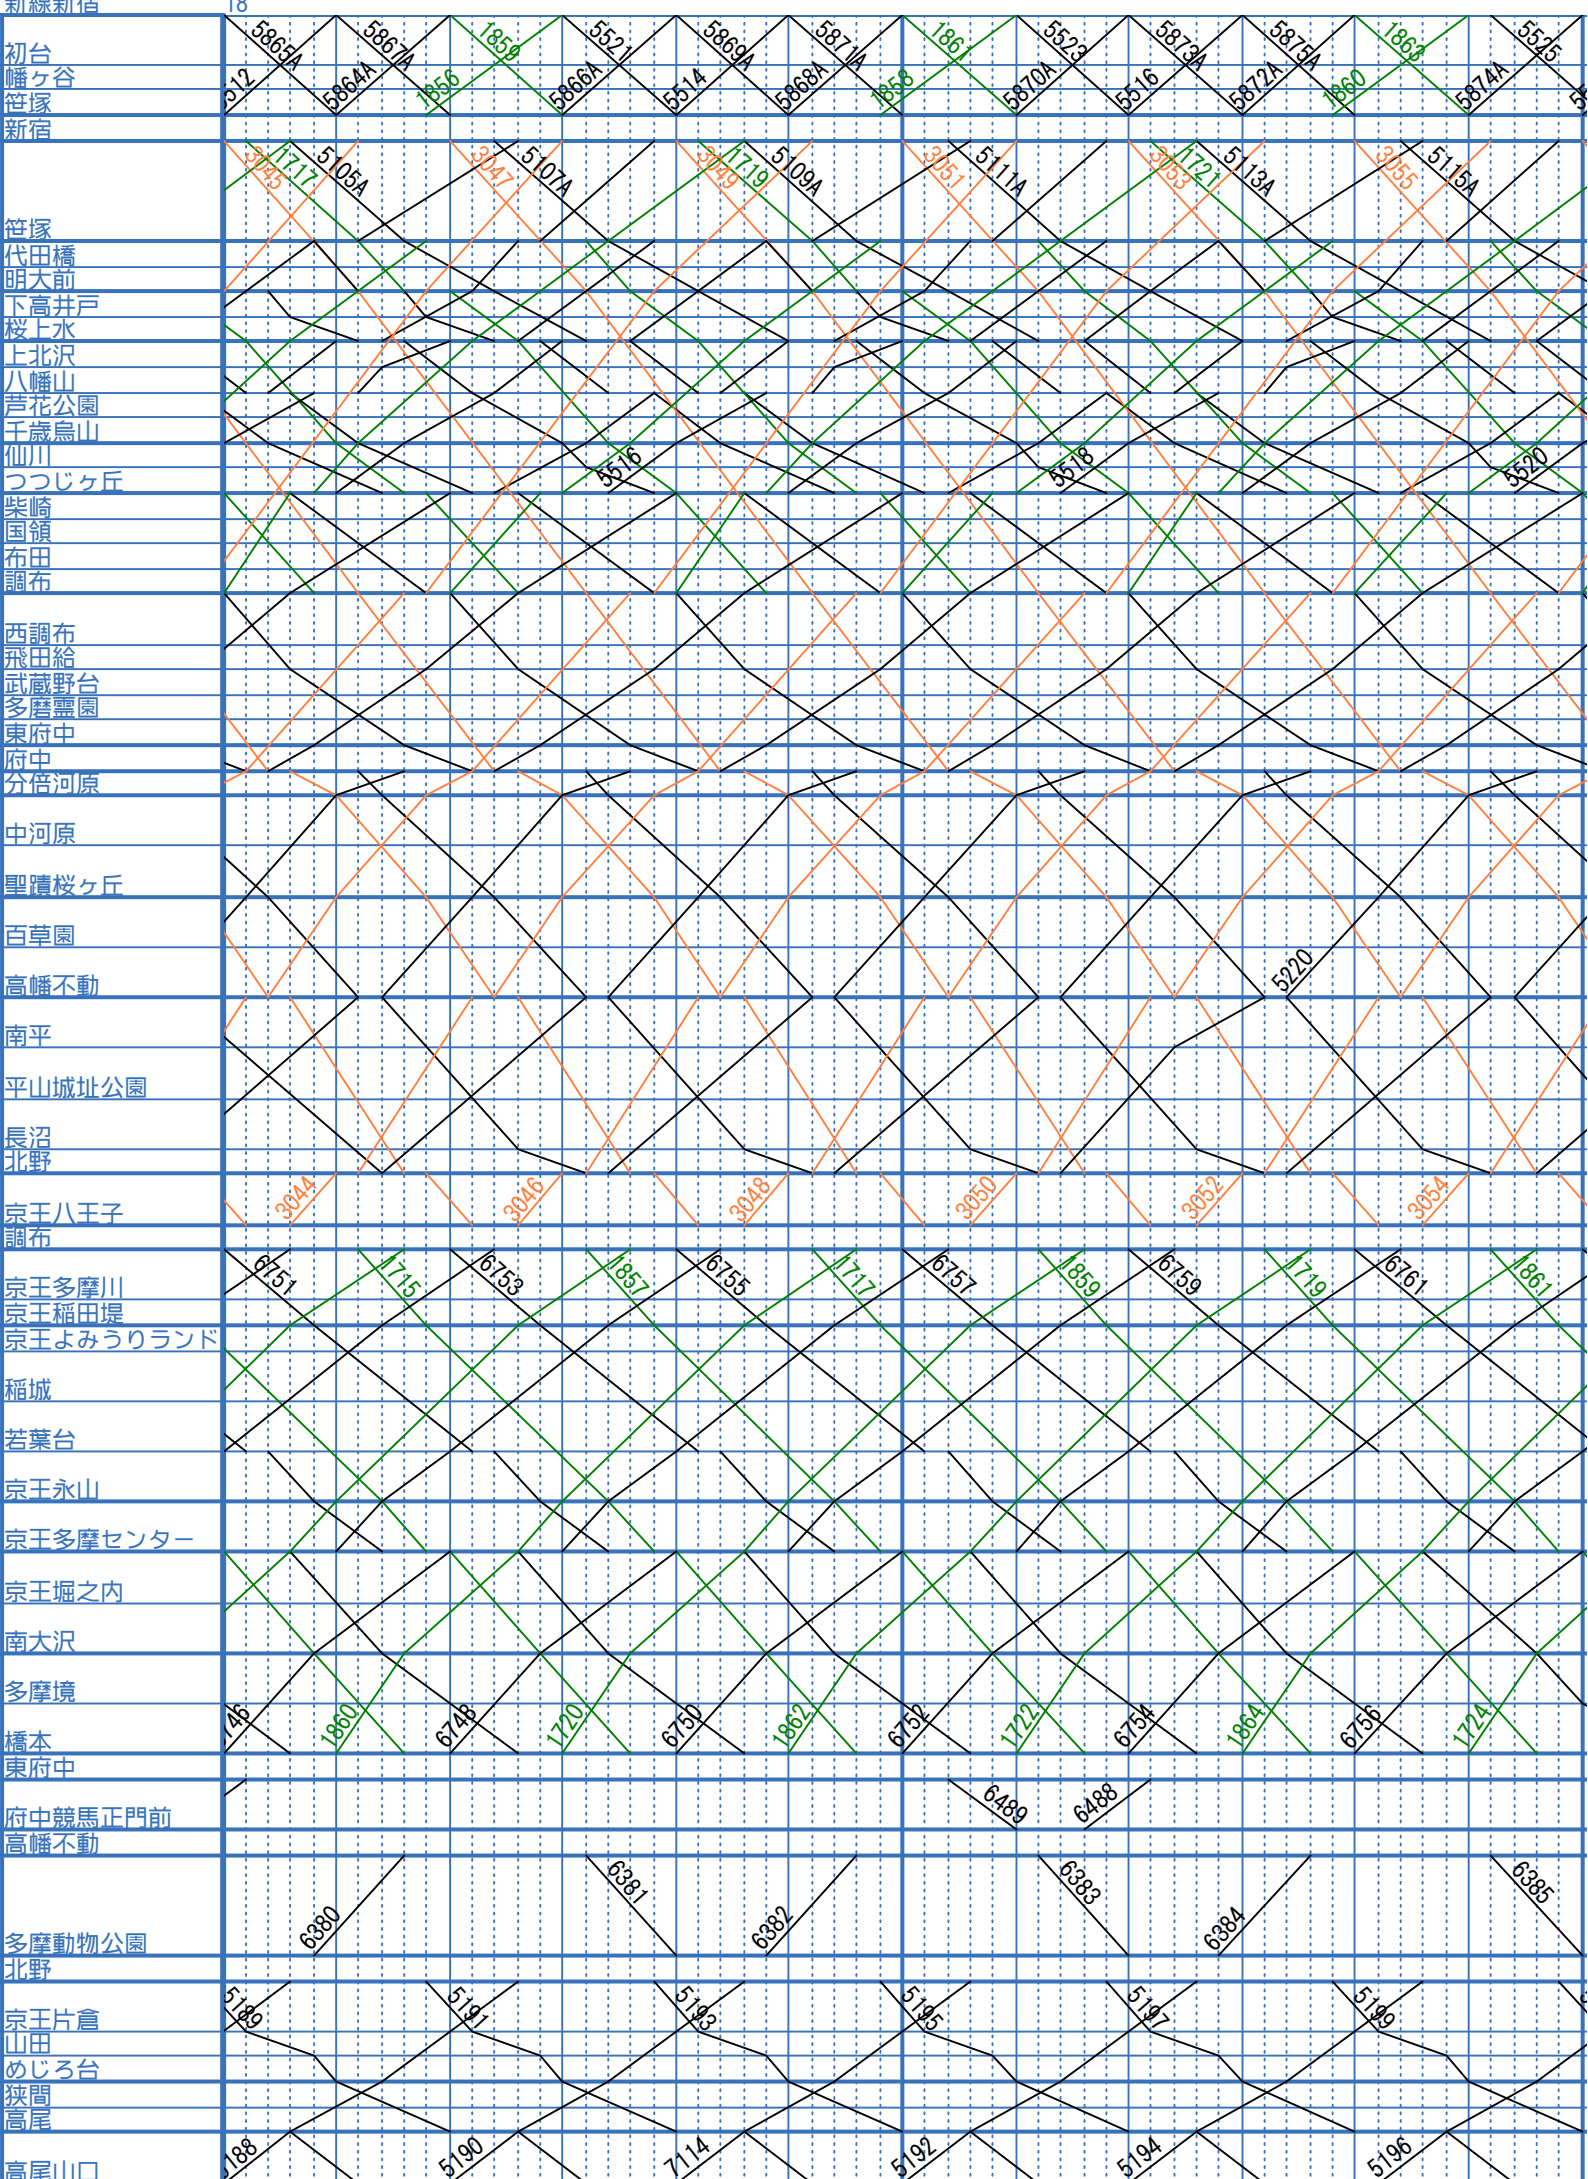 新線新宿 18
5865A 5867A 1859 5521 5869A 5871A 1861 5523 5873A 5875A 1863 5525
初台
幡ヶ谷
512 5864A 1856 5866A 5514 5868A 1858 5870A 5516 5872A 1860 5874A
笹塚
新宿
3045 1717 5105A 3047 5107A 3049 1719 5109A 3051 5111A 3053 1721 5113A 3055 5115A
笹塚
代田橋
明大前
下高井戸
桜上水
上北沢
八幡山
芦花公園
千歳烏山
仙川
5516 5518 5520
つつじヶ丘
柴崎
国領
布田
調布
西調布
飛田給
武蔵野台
多磨霊園
東府中
府中
分倍河原
中河原
聖蹟桜ヶ丘
百草園
高幡不動 5220
南平
平山城址公園
長沼
北野
3044 3046 3048 3050 3052 3054
京王八王子
調布
6751 1715 6753 1857 6755 1717 6757 1859 6759 1719 6761 1861
京王多摩川
京王稲田堤
京王よみうりランド
稲城
若葉台
京王永山
京王多摩センター
京王堀之内
南大沢
多摩境
746 1860 6748 1720 6750 1862 6752 1722 6754 1864 6756 1724
橋本
東府中
6489 6488
府中競馬正門前
高幡不動
6381 6383 6385
6380 6382 6384
多摩動物公園
北野
5189 5191 5193 5195 5197 5199
京王片倉
山田
めじろ台
狭間
高尾
188 5190 7114 5192 5194 5196
高尾山口